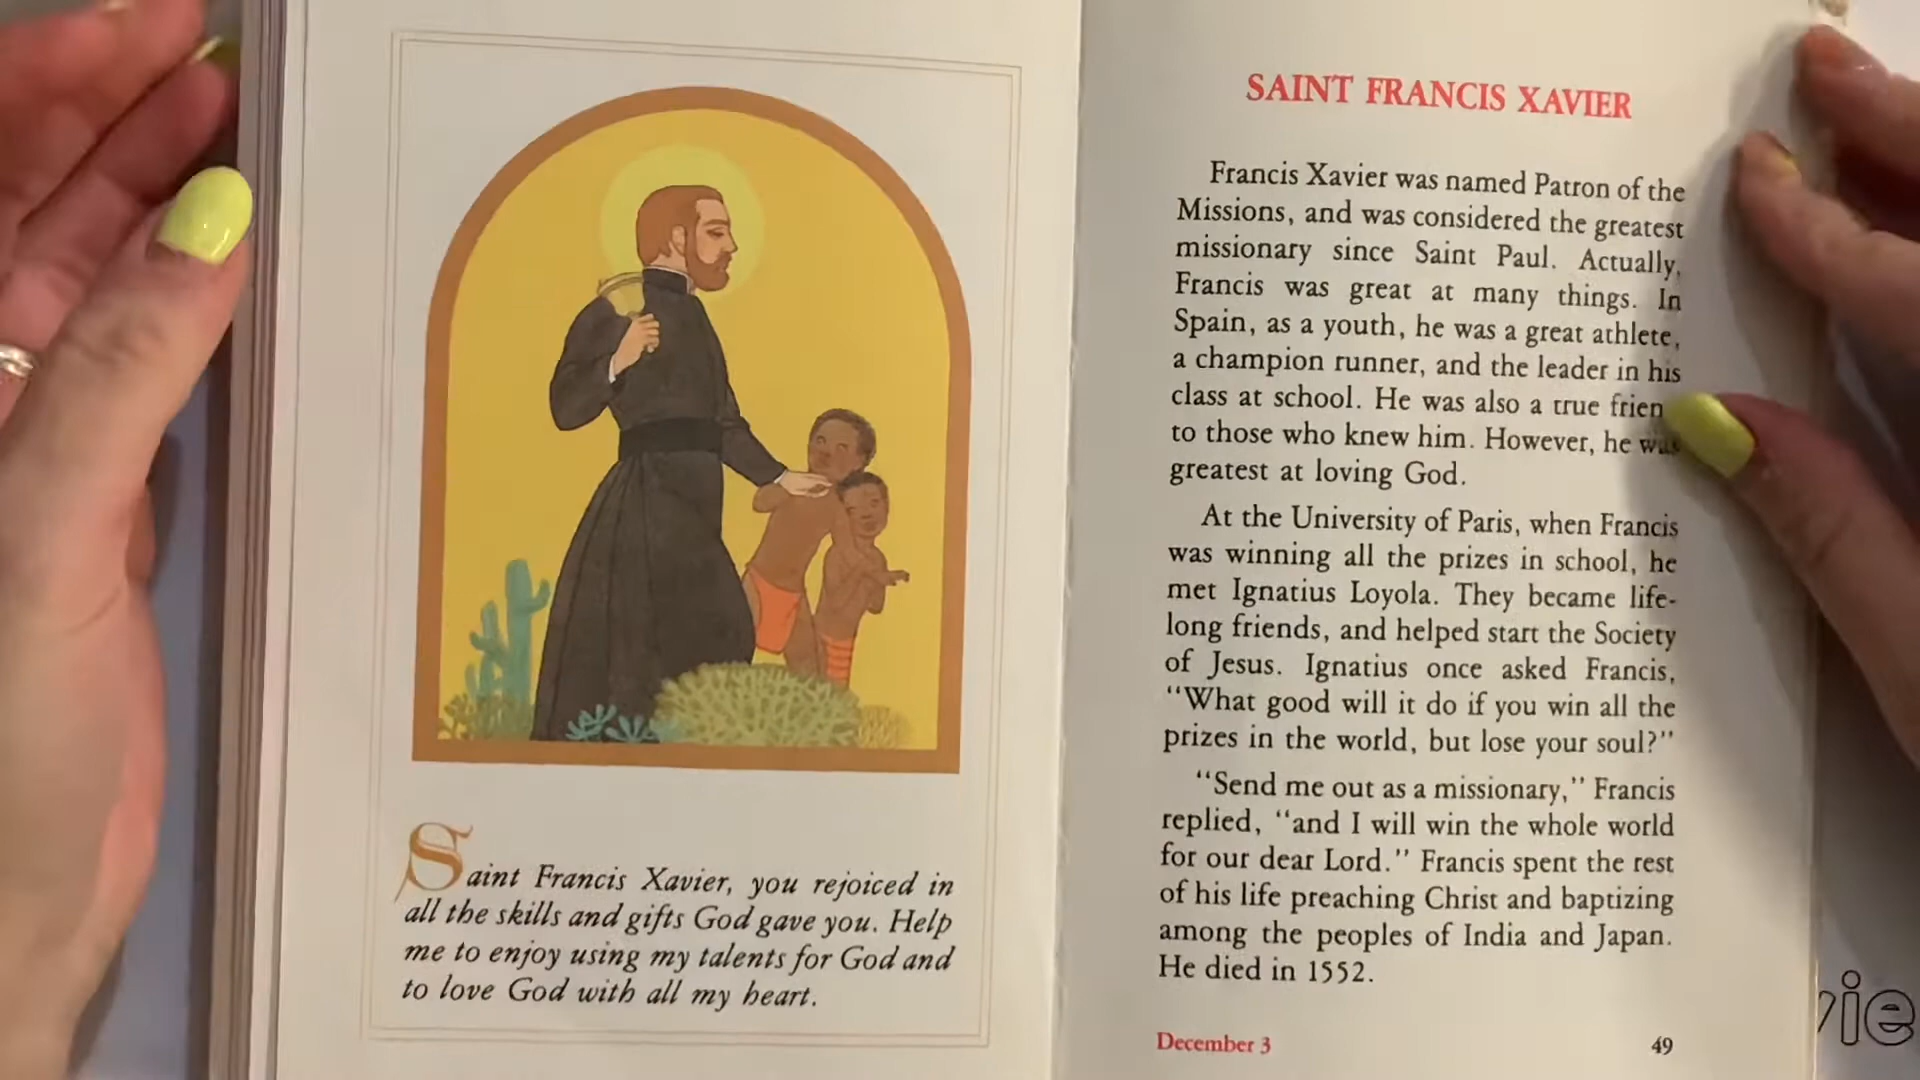 Saint Francis Xavier, you rejoiced in
all the skills and gifts God gave you. Help
me to enjoy using my talents for God and
to love God with all my heart.
SAINT FRANCIS XAVIER
Francis Xavier was named Patron of the
Missions, and was considered the greatest
missionary since Saint Paul. Actually,
Francis was great at many things. In
Spain, as a youth, he was a great athlete,
a champion runner, and the leader in his
class at school. He was also a true frien
to those who knew him. However, he was
greatest at loving God.
At the University of Paris, when Francis
was winning all the prizes in school, he
met Ignatius Loyola. They became life-
long friends, and helped start the Society
of Jesus. Ignatius once asked Francis,
"What good will it do if you win all the
prizes in the world, but lose your soul?"
"Send me out as a missionary," Francis
replied, "and I will win the whole world
for our dear Lord." Francis spent the rest
of his life preaching Christ and baptizing
among the peoples of India and Japan.
He died in 1552.
December 3 49
vie